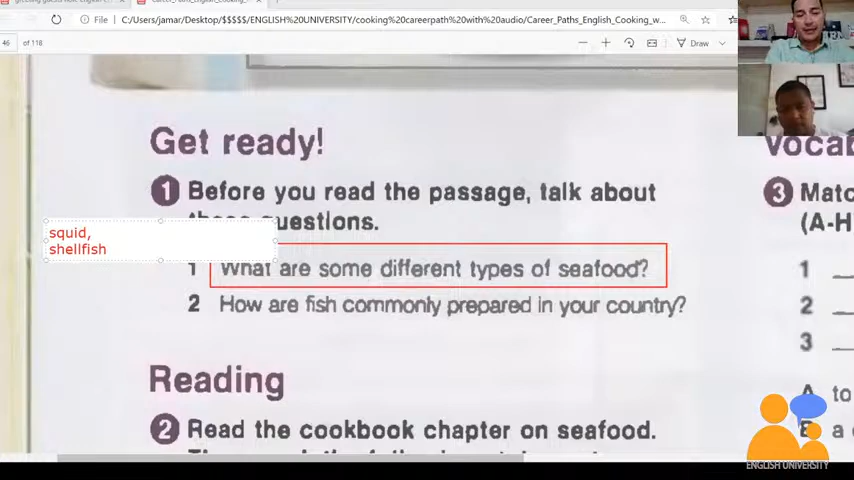 File
C:/Users/jamar/Desktop/$$$$$/ENGLISH%20UNIVERSITY/cooking%20careerpath%20with%20audio/Career_Paths_English_Cooking_w...
46 of 118
Draw
Get ready!
1 Before you read the passage, talk about
questions.
squid,
shellfish
1 What are some different types of seafood?
2 How are fish commonly prepared in your country?
Reading
2 Read the cookbook chapter on seafood.
3
(A-H
1
2
3
A to
B a
ENGLISH UNIVERSITY